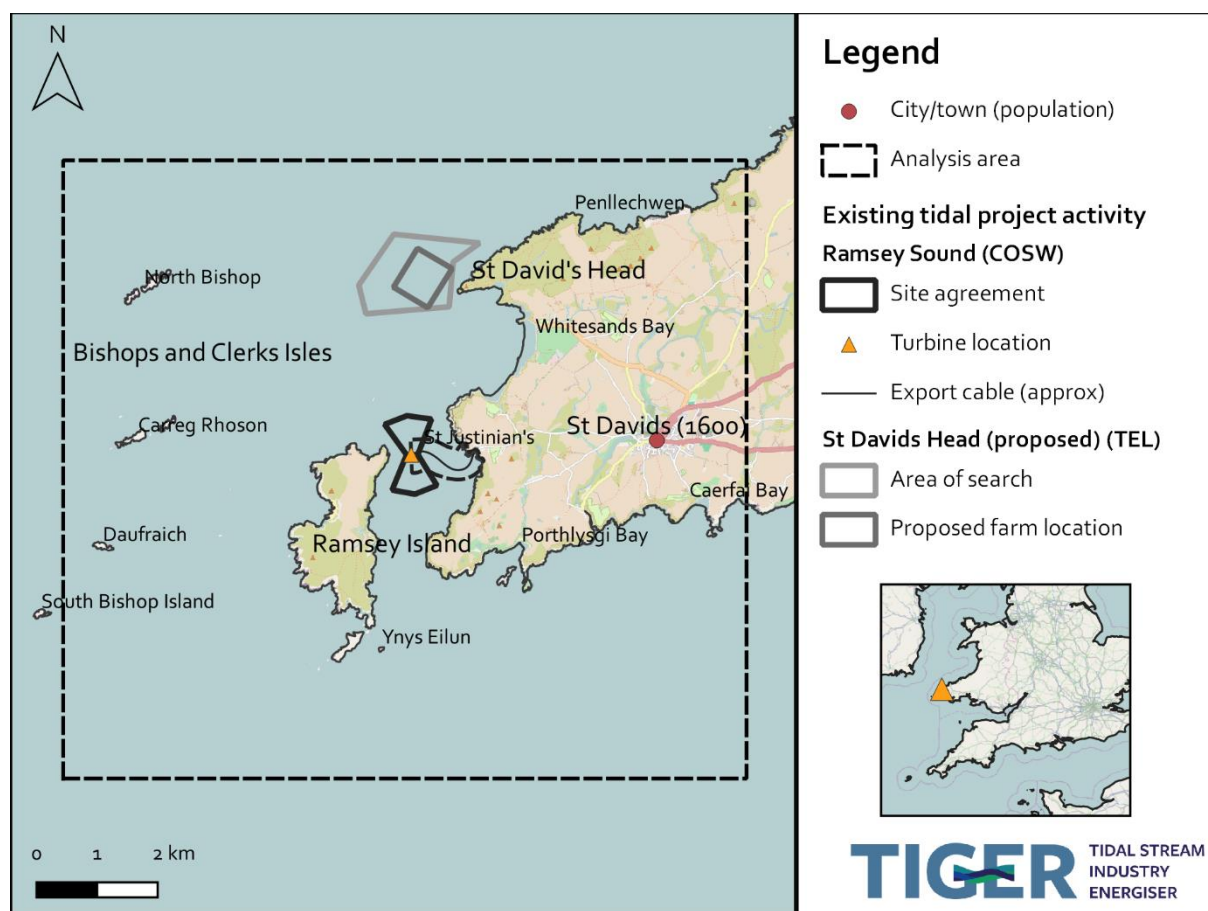 N
Penllechwen
North Bishop
St David's Head
Whitesands Bay
Bishops and Clerks Isles
Carreg Rhoson
St Justinian's
St Davids (1600)
Caerfai Bay
Daufraich
Ramsey Island
Porthlysgi Bay
South Bishop Island
Ynys Eilun
0 1 2 km
Legend
City/town (population)
Analysis area
Existing tidal project activity
Ramsey Sound (COSW)
Site agreement
Turbine location
Export cable (approx)
St Davids Head (proposed) (TEL)
Area of search
Proposed farm location
TIGER
TIDAL STREAM
INDUSTRY
ENERGISER